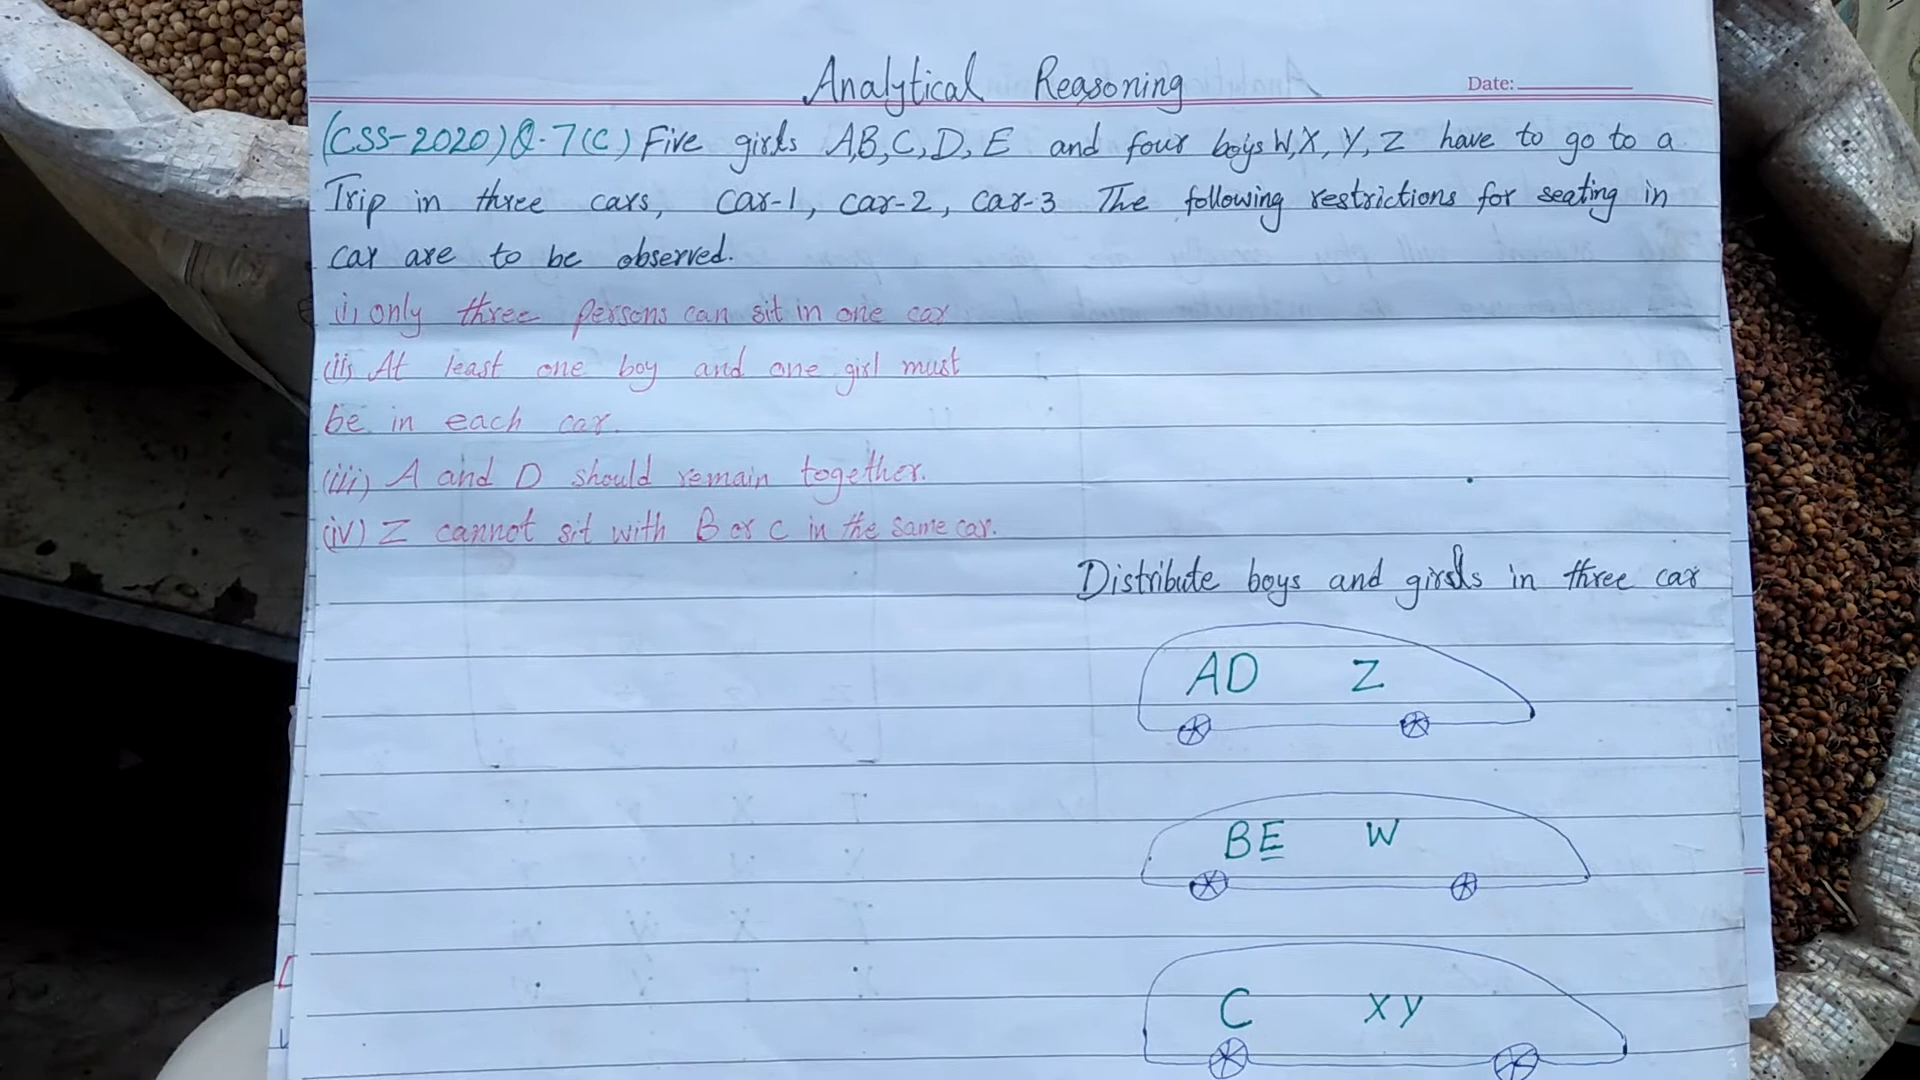 Analytical Reasoning
Date:
(CSS-2020) Q.7(C) Five girls A,B,C,D,E and four boys W,X,Y,Z have to go to a
Trip in three cars, car-1, car-2, car-3 The following restrictions for seating in
car are to be observed.
(i) only three persons can sit in one car
(ii) At least one boy and one girl must
be in each car.
(iii) A and D should remain together.
(iv) Z cannot sit with B or C in the same car.
Distribute boys and girsls in three car
AD Z
BE W
C X Y